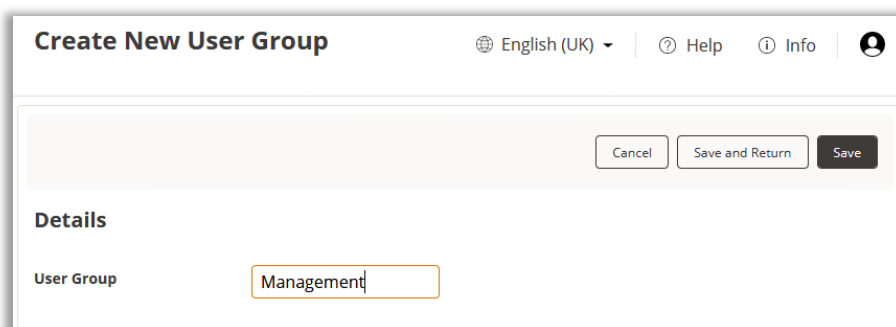 Create New User Group
English (UK)
Help
Info
Cancel
Save and Return
Save
Details
User Group
Management